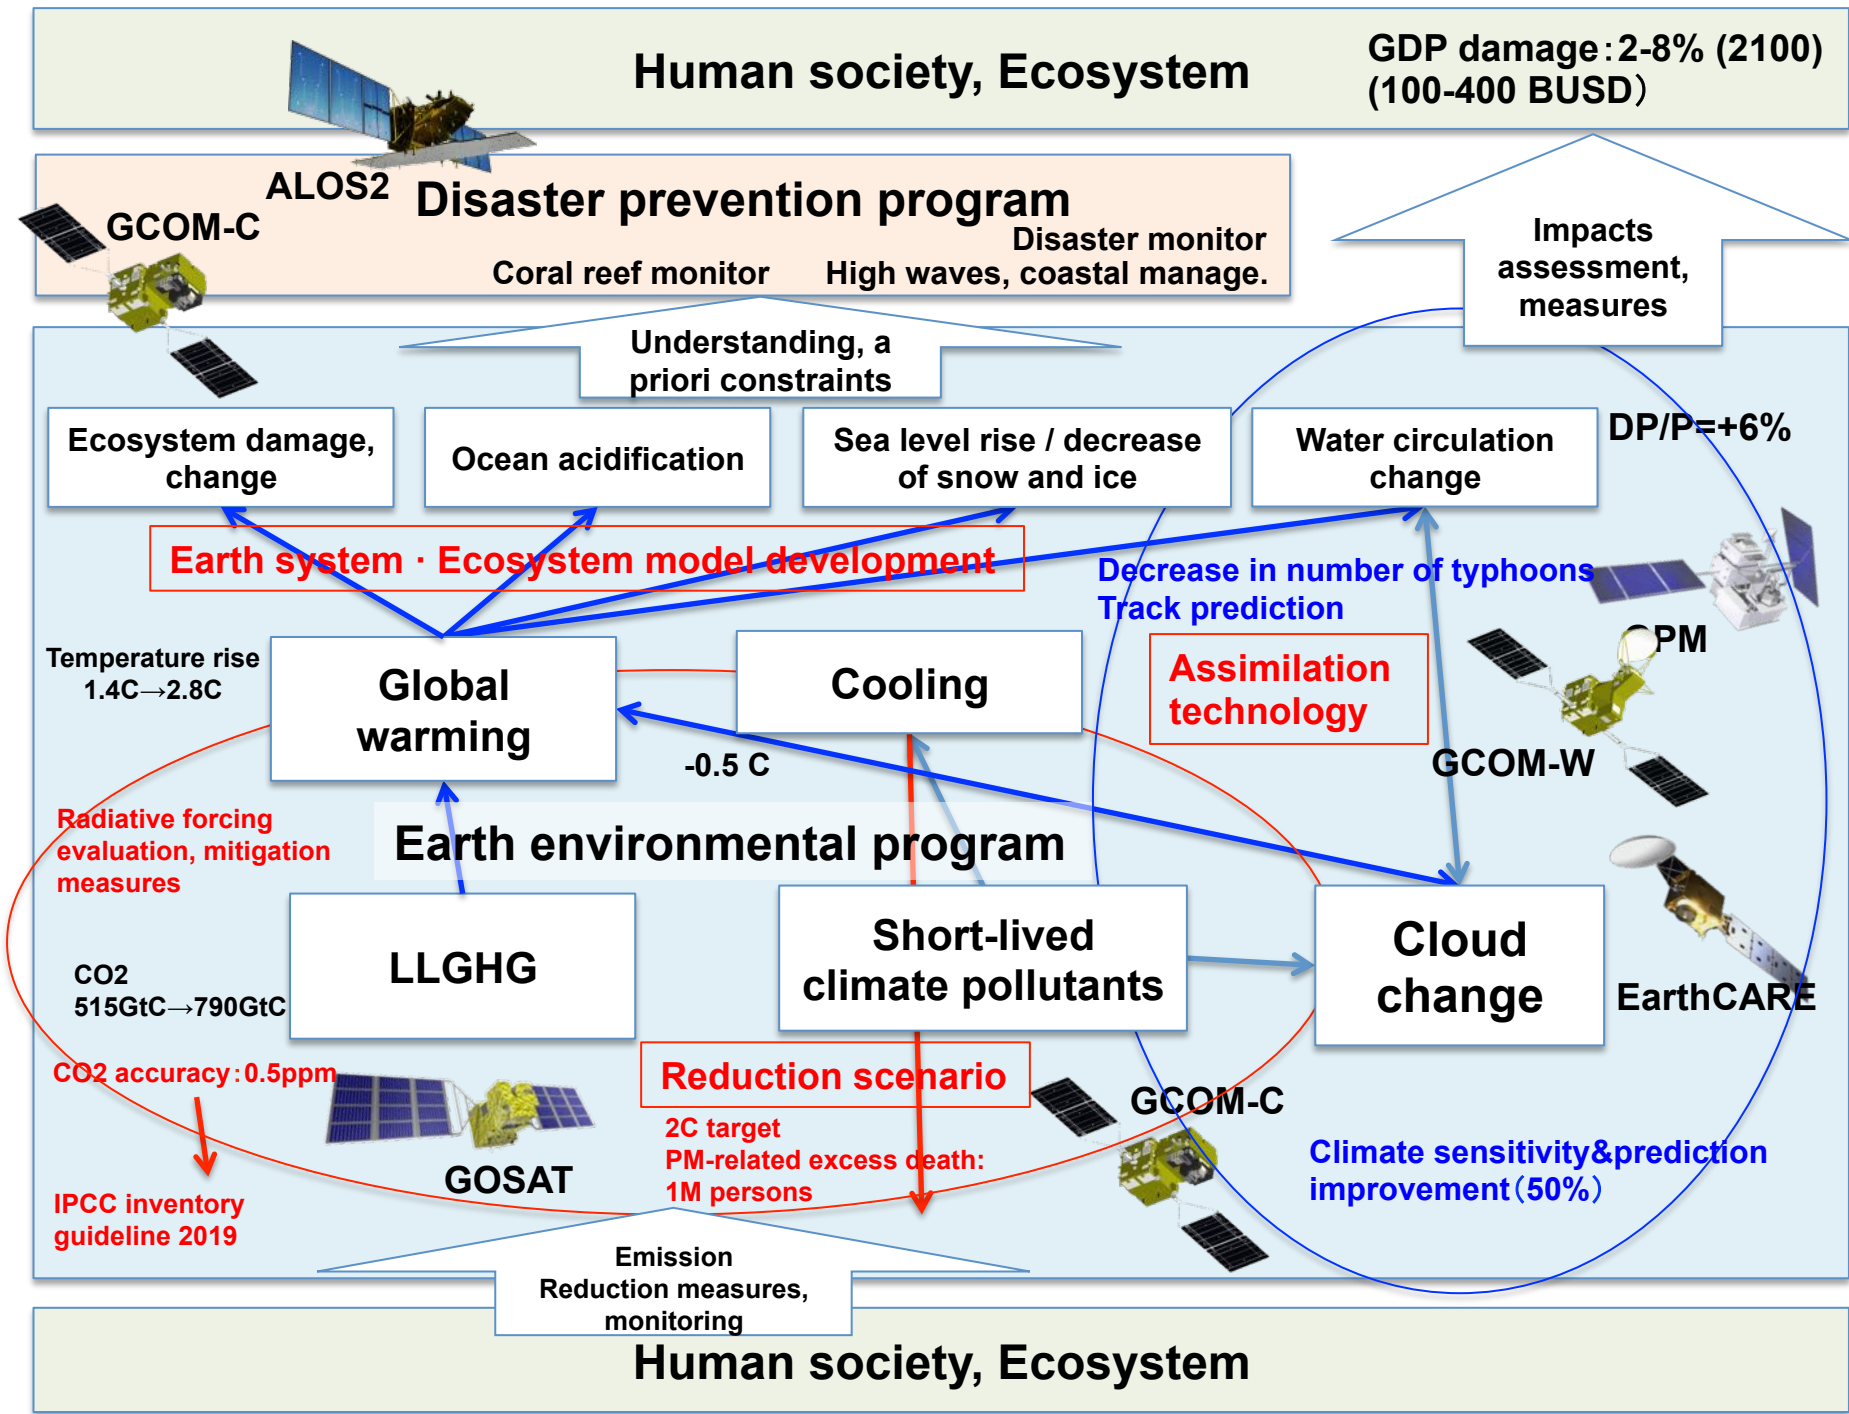 Human society, Ecosystem
GDP damage:2-8% (2100)
(100-400 BUSD)
ALOS2
Disaster prevention program
GCOM-C
Disaster monitor
Coral reef monitor
High waves, coastal manage.
Impacts
assessment,
measures
Understanding, a
priori constraints
Ecosystem damage,
change
Ocean acidification
Sea level rise / decrease
of snow and ice
Water circulation
change
DP/P=+6%
Earth system · Ecosystem model development
Decrease in number of typhoons
Track prediction
GPM
Temperature rise
1.4C→2.8C
Global
warming
Cooling
Assimilation
technology
-0.5 C
GCOM-W
Radiative forcing
evaluation, mitigation
measures
Earth environmental program
LLGHG
Short-lived
climate pollutants
Cloud
change
CO2
515GtC→790GtC
EarthCARE
CO2 accuracy:0.5ppm
Reduction scenario
GCOM-C
2C target
PM-related excess death:
1M persons
GOSAT
Climate sensitivity&prediction
improvement(50%)
IPCC inventory
guideline 2019
Emission
Reduction measures,
monitoring
Human society, Ecosystem